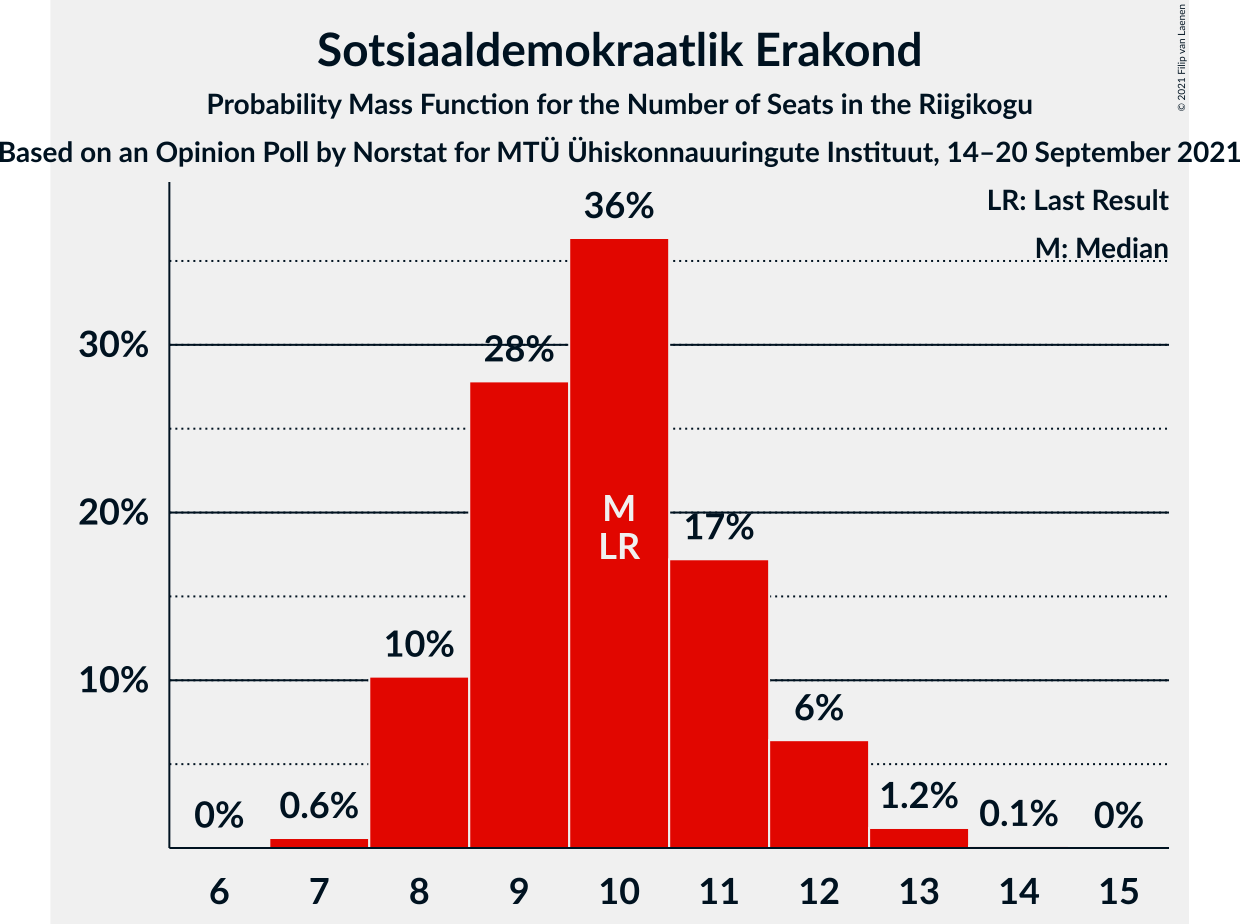 Sotsiaaldemokraatlik Erakond
Probability Mass Function for the Number of Seats in the Riigikogu
Based on an Opinion Poll by Norstat for MTÜ Ühiskonnauuringute Instituut, 14–20 September 2021
© 2021 Filip van Laenen
LR: Last Result
M: Median
36%
30%
28%
20%
M
LR
17%
10%
10%
6%
0%
0.6%
1.2%
0.1%
0%
6 7 8 9 10 11 12 13 14 15